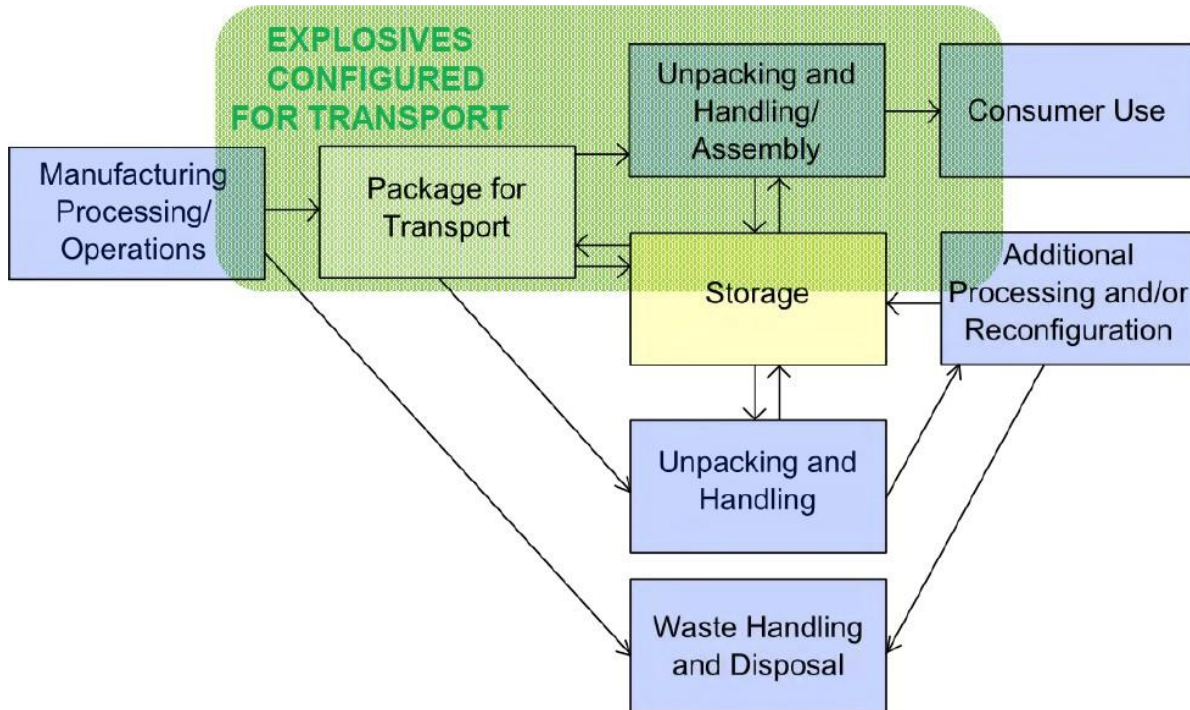 EXPLOSIVES
CONFIGURED
FOR TRANSPORT
Unpacking and
Handling/
Assembly
Consumer Use
Manufacturing
Processing/
Operations
Package for
Transport
Storage
Additional
Processing and/or
Reconfiguration
Unpacking and
Handling
Waste Handling
and Disposal